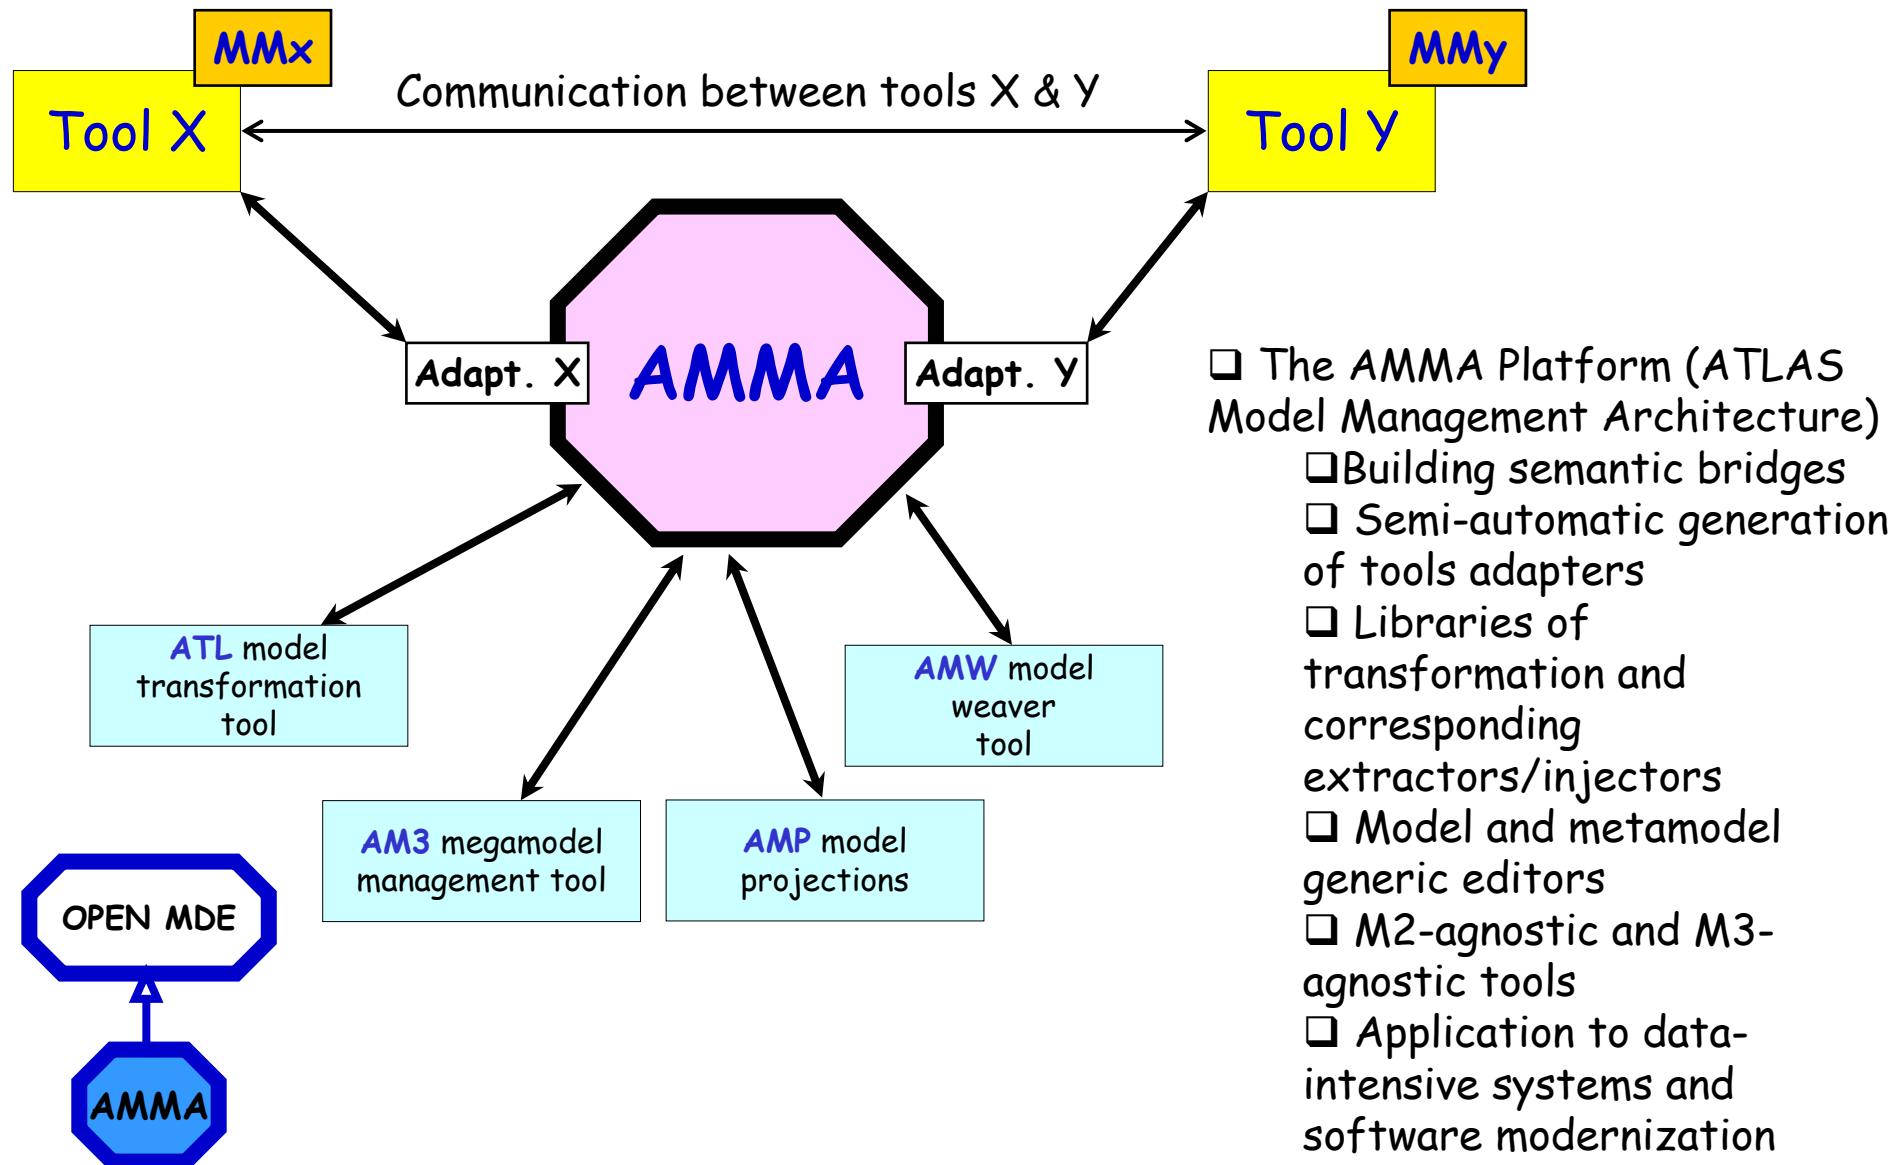 MMx
MMy
Communication between tools X & Y
Tool X
Tool Y
Adapt. X
AMMA
Adapt. Y
❑ The AMMA Platform (ATLAS
Model Management Architecture)
❑Building semantic bridges
❑ Semi-automatic generation
of tools adapters
❑ Libraries of
transformation and
corresponding
extractors/injectors
❑ Model and metamodel
generic editors
❑ M2-agnostic and M3-
agnostic tools
❑ Application to data-
intensive systems and
software modernization
ATL model
transformation
tool
AMW model
weaver
tool
AM3 megamodel
management tool
AMP model
projections
OPEN MDE
AMMA